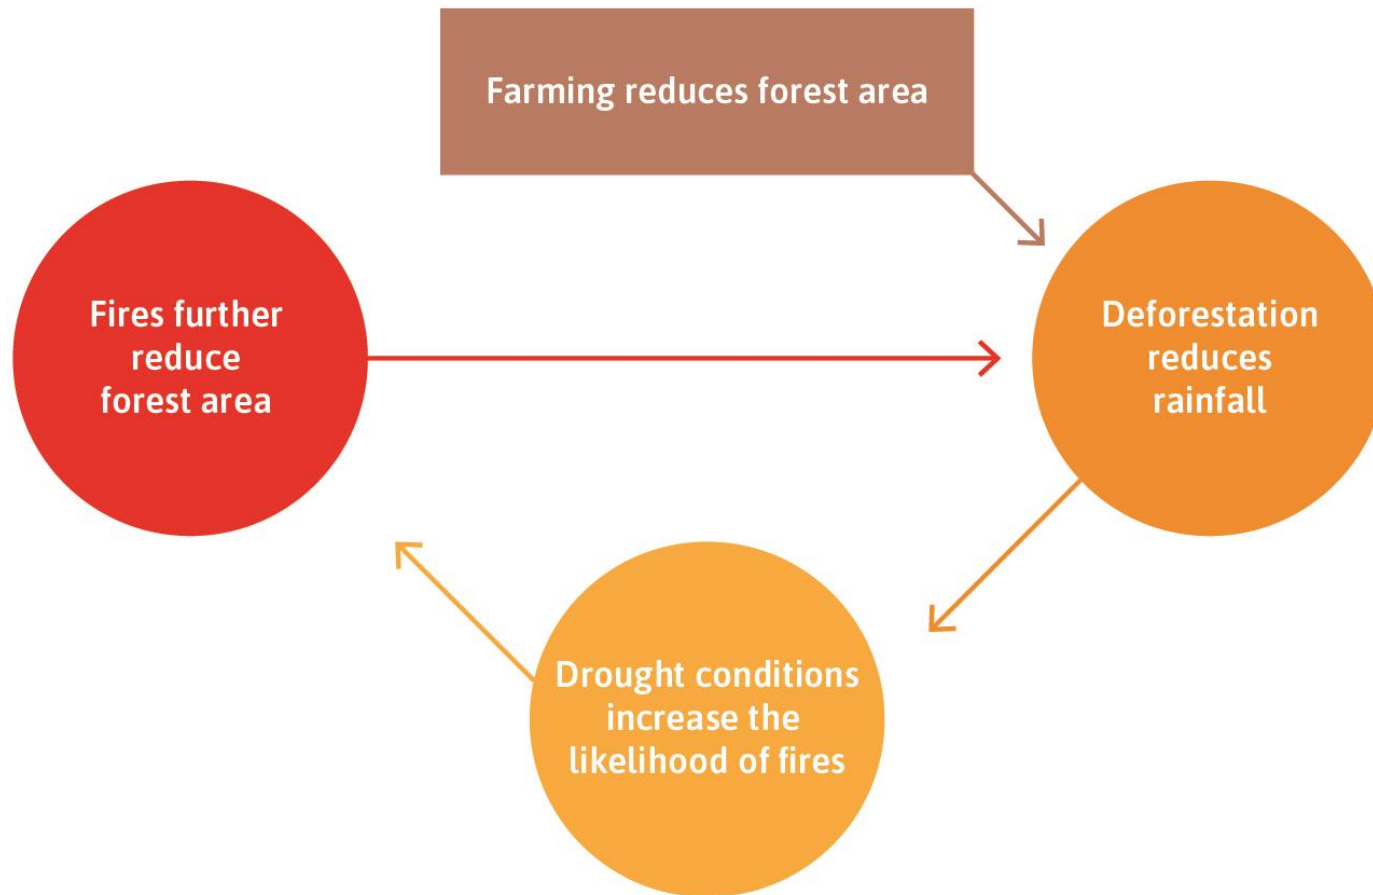 Farming reduces forest area
Fires further
reduce
forest area
Deforestation
reduces
rainfall
Drought conditions
increase the
likelihood of fires